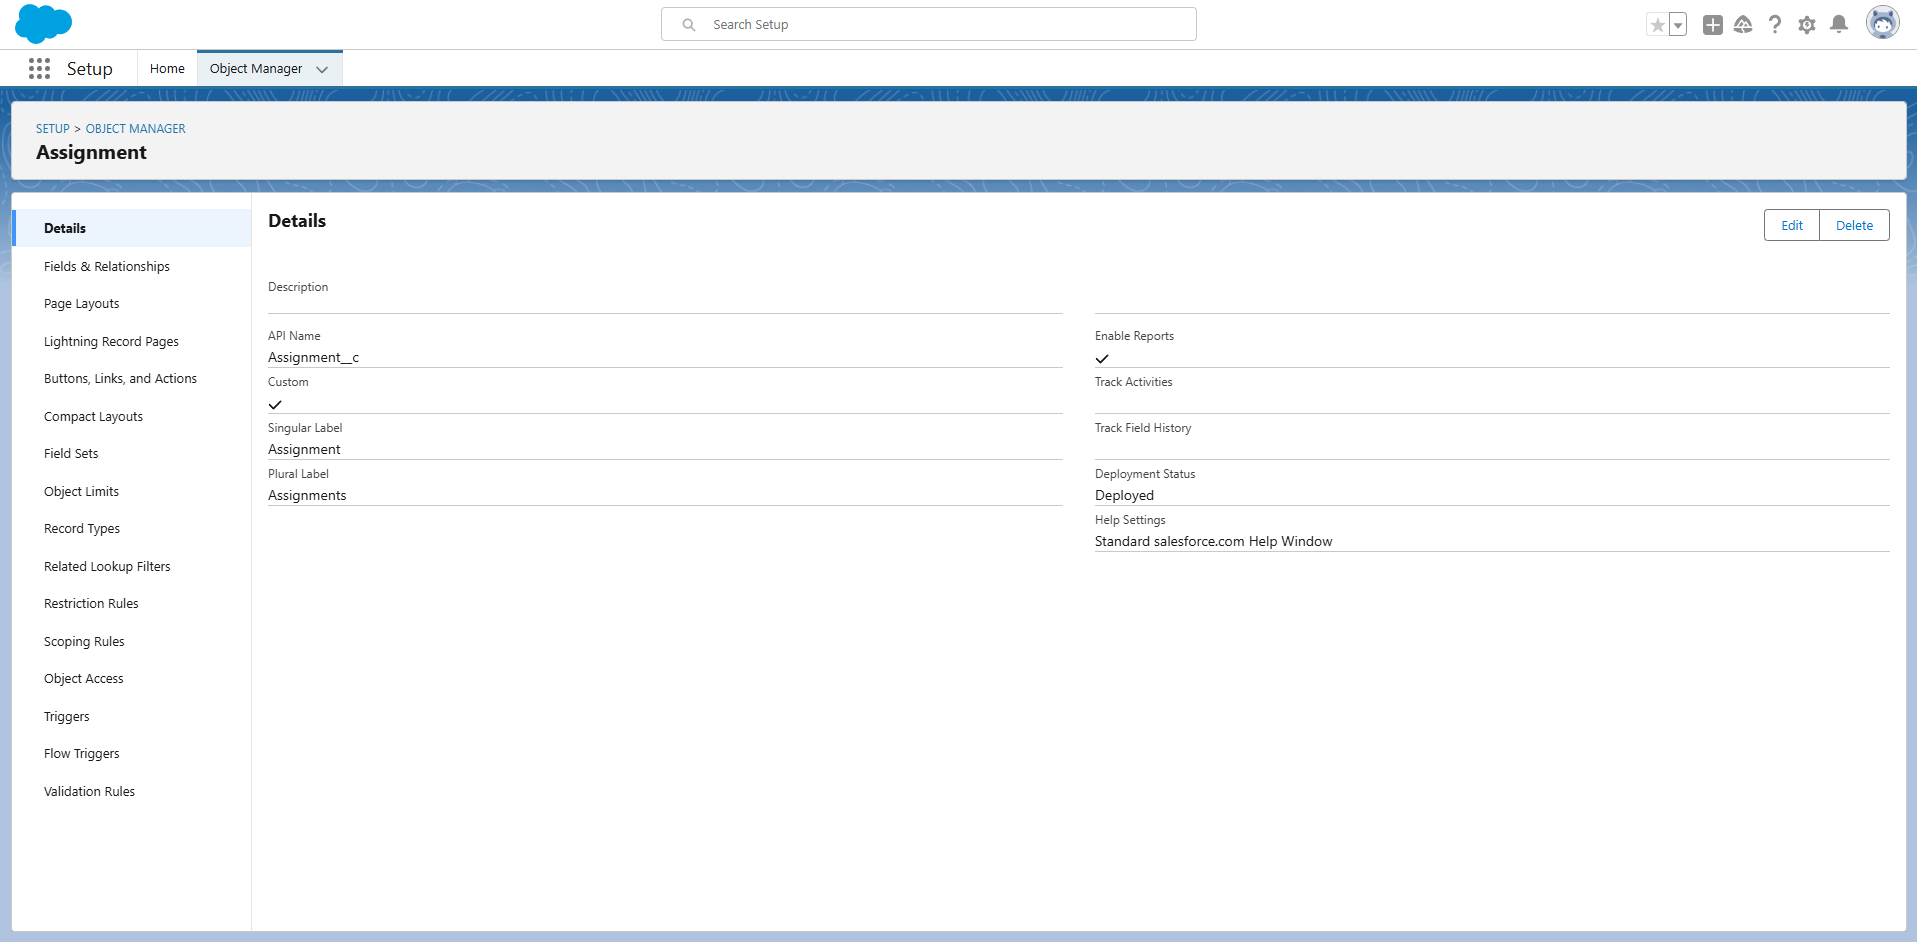 Search Setup
Setup
Home
Object Manager
SETUP > OBJECT MANAGER
Assignment
Details
Fields & Relationships
Page Layouts
Lightning Record Pages
Buttons, Links, and Actions
Compact Layouts
Field Sets
Object Limits
Record Types
Related Lookup Filters
Restriction Rules
Scoping Rules
Object Access
Triggers
Flow Triggers
Validation Rules
Details
Edit
Delete
Description
API Name
Assignment__c
Custom
Singular Label
Assignment
Plural Label
Assignments
Enable Reports
Track Activities
Track Field History
Deployment Status
Deployed
Help Settings
Standard salesforce.com Help Window